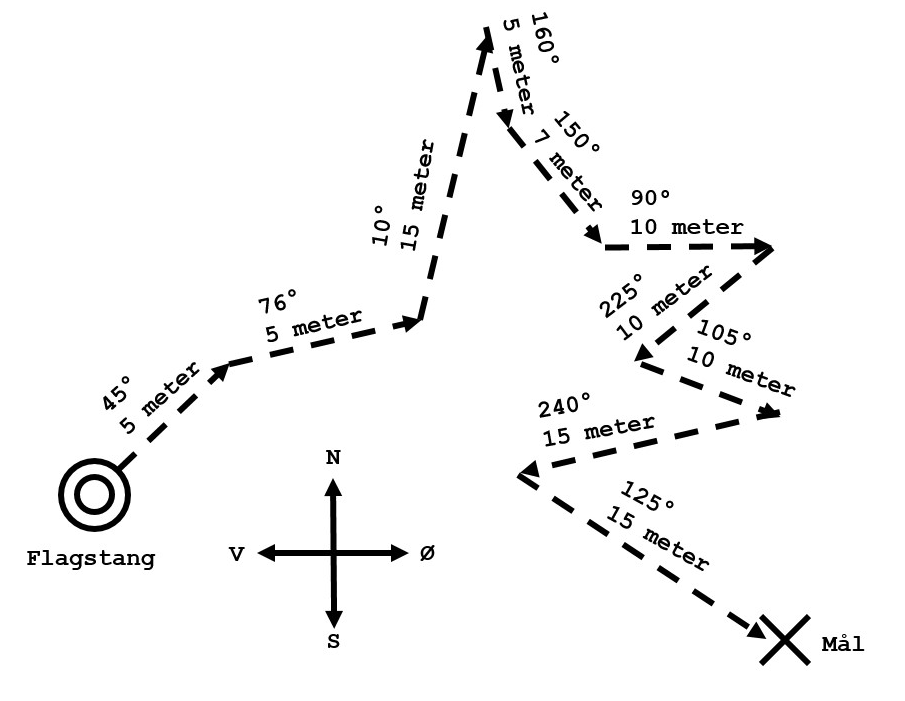 160°
5 meter
150°
7 meter
10°
15 meter
90°
10 meter
76°
5 meter
225°
10 meter
105°
10 meter
45°
5 meter
240°
15 meter
125°
15 meter
N
V
Ø
S
Flagstang
Mål